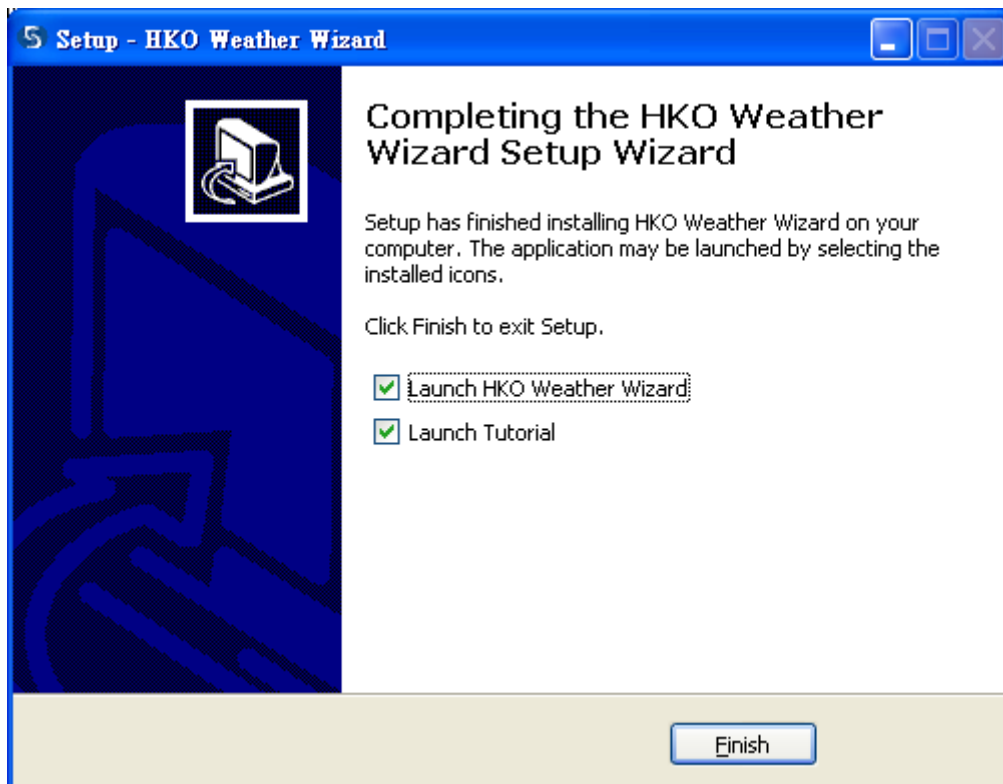 Setup - HKO Weather Wizard
Completing the HKO Weather
Wizard Setup Wizard
Setup has finished installing HKO Weather Wizard on your
computer. The application may be launched by selecting the
installed icons.
Click Finish to exit Setup.
Launch HKO Weather Wizard
Launch Tutorial
Finish